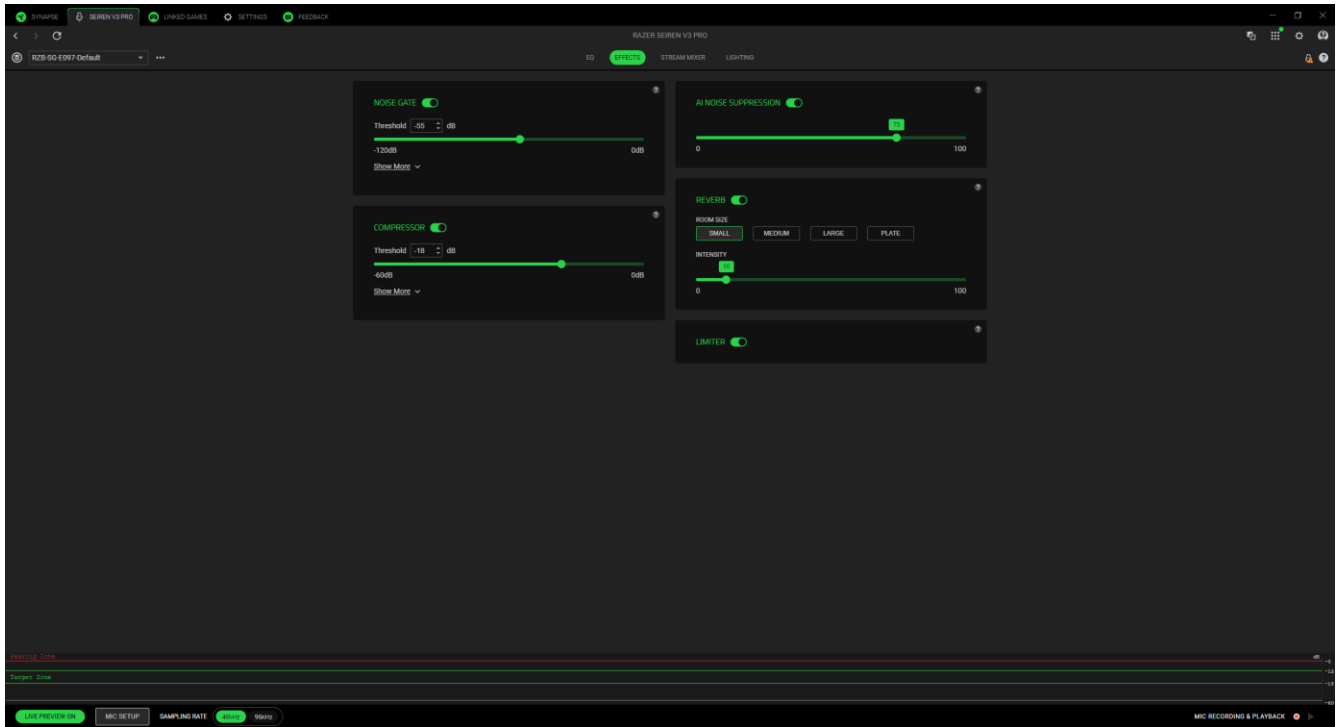 SYNAPSE SEIREN V3 PRO LINKED GAMES SETTINGS FEEDBACK
RAZER SEIREN V3 PRO
RZB-SG-E097-Default
EQ EFFECTS STREAM MIXER LIGHTING
NOISE GATE
Threshold -55 dB
-120dB 0dB
Show More
COMPRESSOR
Threshold -18 dB
-60dB 0dB
Show More
AI NOISE SUPPRESSION
75
0 100
REVERB
ROOM SIZE
SMALL MEDIUM LARGE PLATE
INTENSITY
10
0 100
LIMITER
Peaking Zone dB
Target Zone
LIVE PREVIEW ON MIC SETUP SAMPLING RATE 48kHz 96kHz MIC RECORDING & PLAYBACK